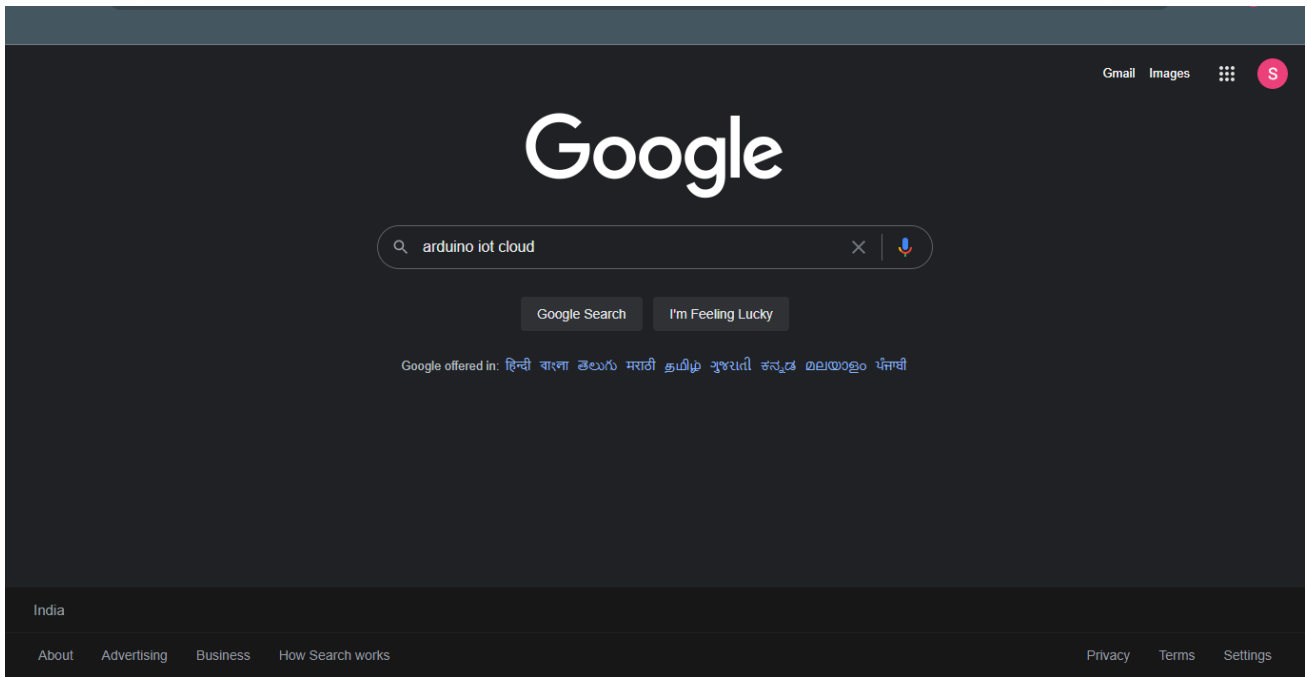 Gmail Images S
Google
arduino iot cloud
Google Search I'm Feeling Lucky
Google offered in: हिन्दी বাংলা తెలుగు मराठी தமிழ் ગુજરાતી ಕನ್ನಡ മലയാളം ਪੰਜਾਬੀ
India
About Advertising Business How Search works Privacy Terms Settings